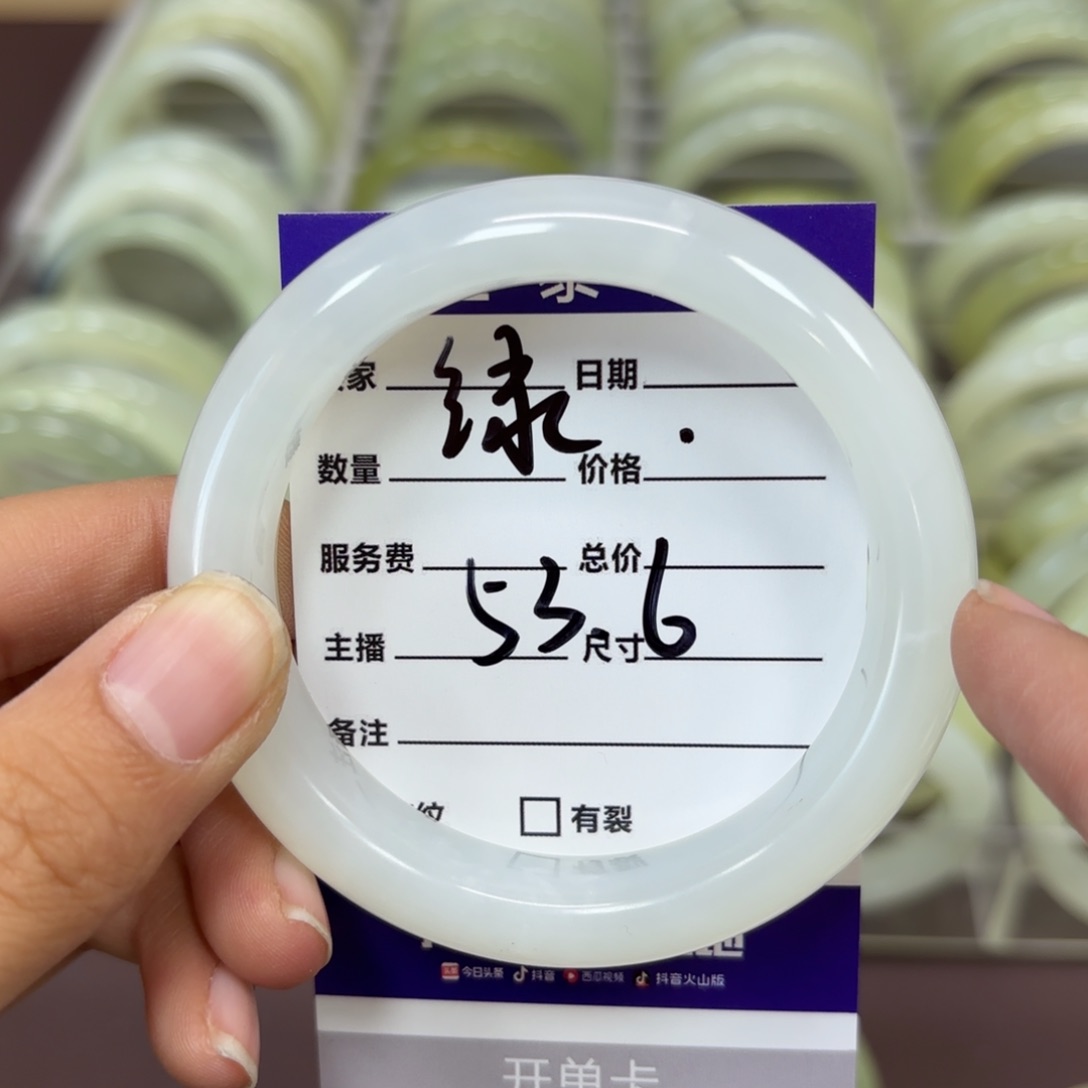 家 绿 日期 .
数量 价格
服务费 总价
53.6
主播 尺寸
备注
纹 有裂
今日头条 抖音 西瓜视频 抖音火山版
开单卡